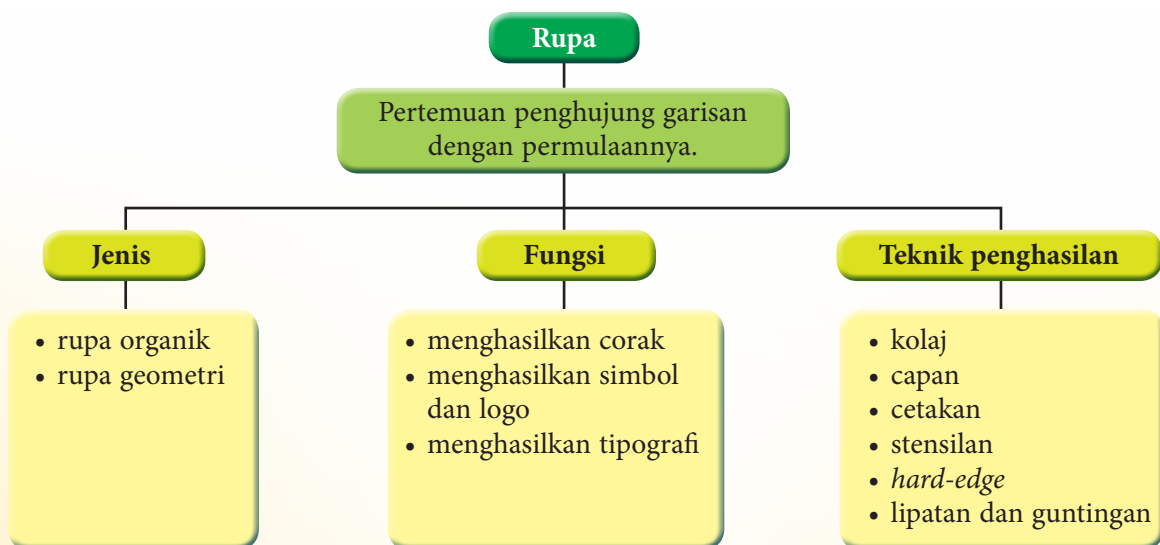 Rupa
Pertemuan penghujung garisan
dengan permulaannya.
Jenis
• rupa organik
• rupa geometri
Fungsi
• menghasilkan corak
• menghasilkan simbol
dan logo
• menghasilkan tipografi
Teknik penghasilan
• kolaj
• capan
• cetakan
• stensilan
• hard-edge
• lipatan dan guntingan